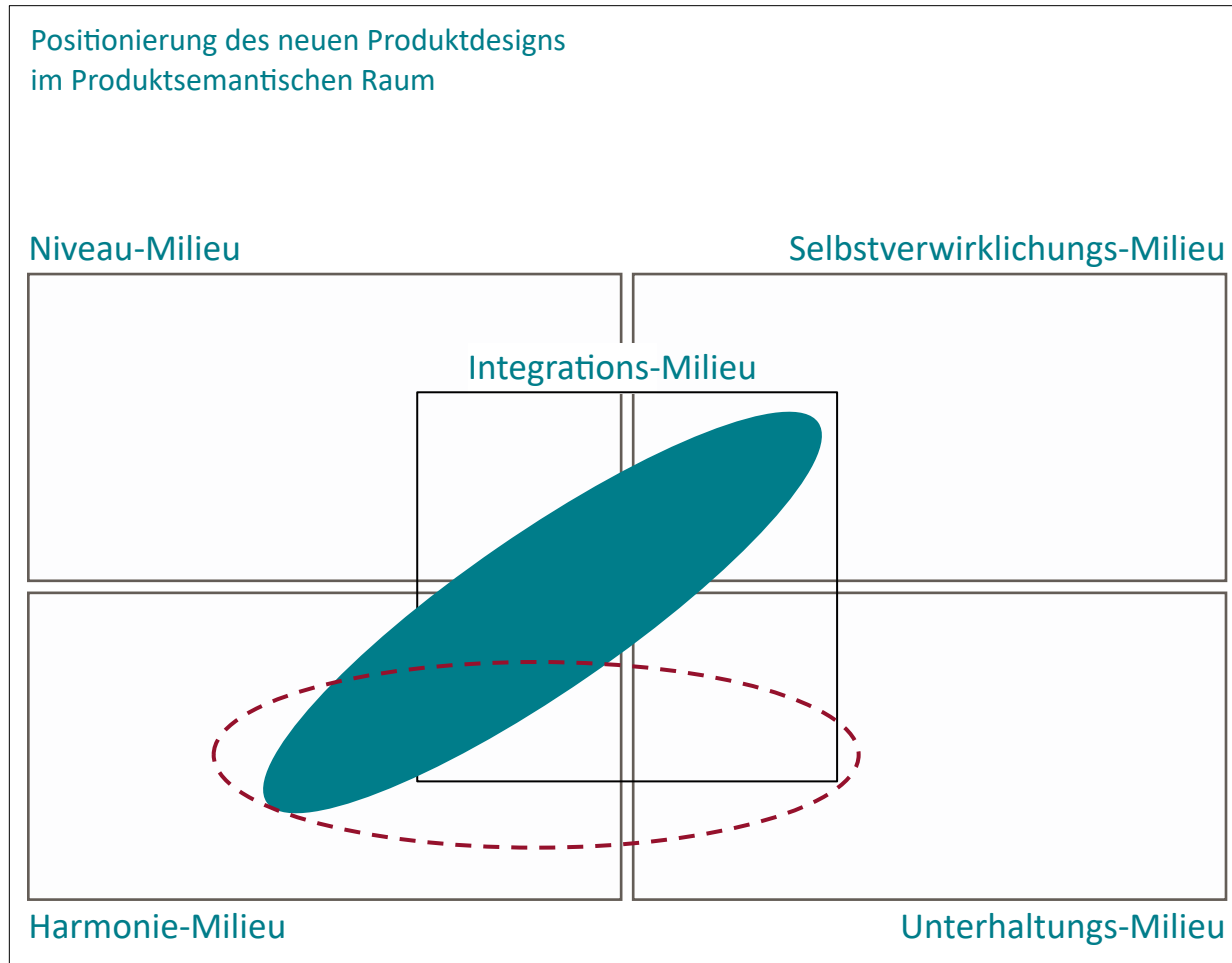 Positionierung des neuen Produktdesigns
im Produktsemantischen Raum
Niveau-Milieu
Selbstverwirklichungs-Milieu
Integrations-Milieu
Harmonie-Milieu
Unterhaltungs-Milieu